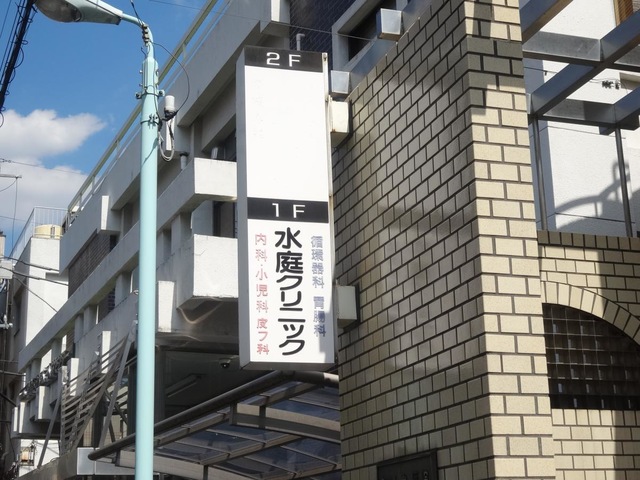 2F
1F
循環器科 胃腸科
水庭クリニック
内科・小児科 皮フ科